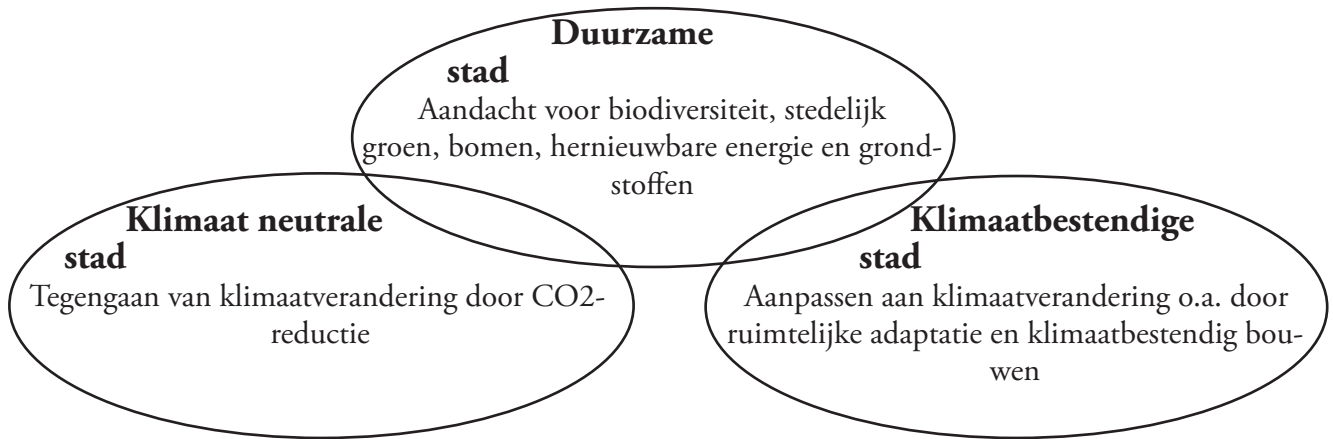 Duurzame
stad
Aandacht voor biodiversiteit, stedelijk
groen, bomen, hernieuwbare energie en grond-
stoffen
Klimaat neutrale
stad
Tegengaan van klimaatverandering door CO2-
reductie
Klimaatbestendige
stad
Aanpassen aan klimaatverandering o.a. door
ruimtelijke adaptatie en klimaatbestendig bou-
wen